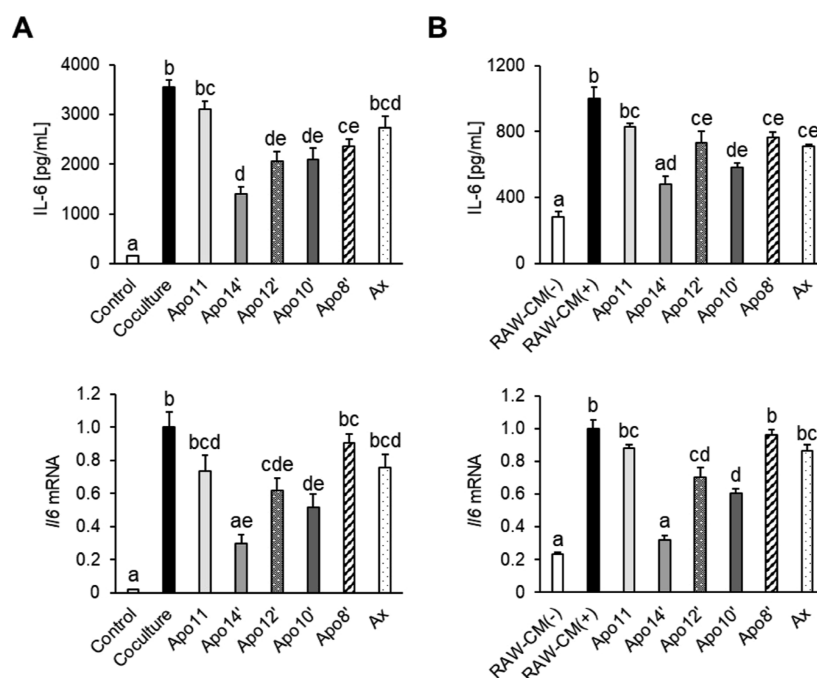 A
4000
3000
2000
1000
0
IL-6 [pg/mL]
a
b
bc
d
de
de
ce
bcd
Control
Coculture
Apo11
Apo14'
Apo12'
Apo10'
Apo8'
Ax
B
1200
800
400
0
IL-6 [pg/mL]
a
b
bc
ad
ce
de
ce
ce
RAW-CM(-)
RAW-CM(+)
Apo11
Apo14'
Apo12'
Apo10'
Apo8'
Ax
1.2
1.0
0.8
0.6
0.4
0.2
0
Il6 mRNA
a
b
bcd
ae
cde
de
bc
bcd
Control
Coculture
Apo11
Apo14'
Apo12'
Apo10'
Apo8'
Ax
1.2
1.0
0.8
0.6
0.4
0.2
0
Il6 mRNA
a
b
bc
a
cd
d
b
bc
RAW-CM(-)
RAW-CM(+)
Apo11
Apo14'
Apo12'
Apo10'
Apo8'
Ax